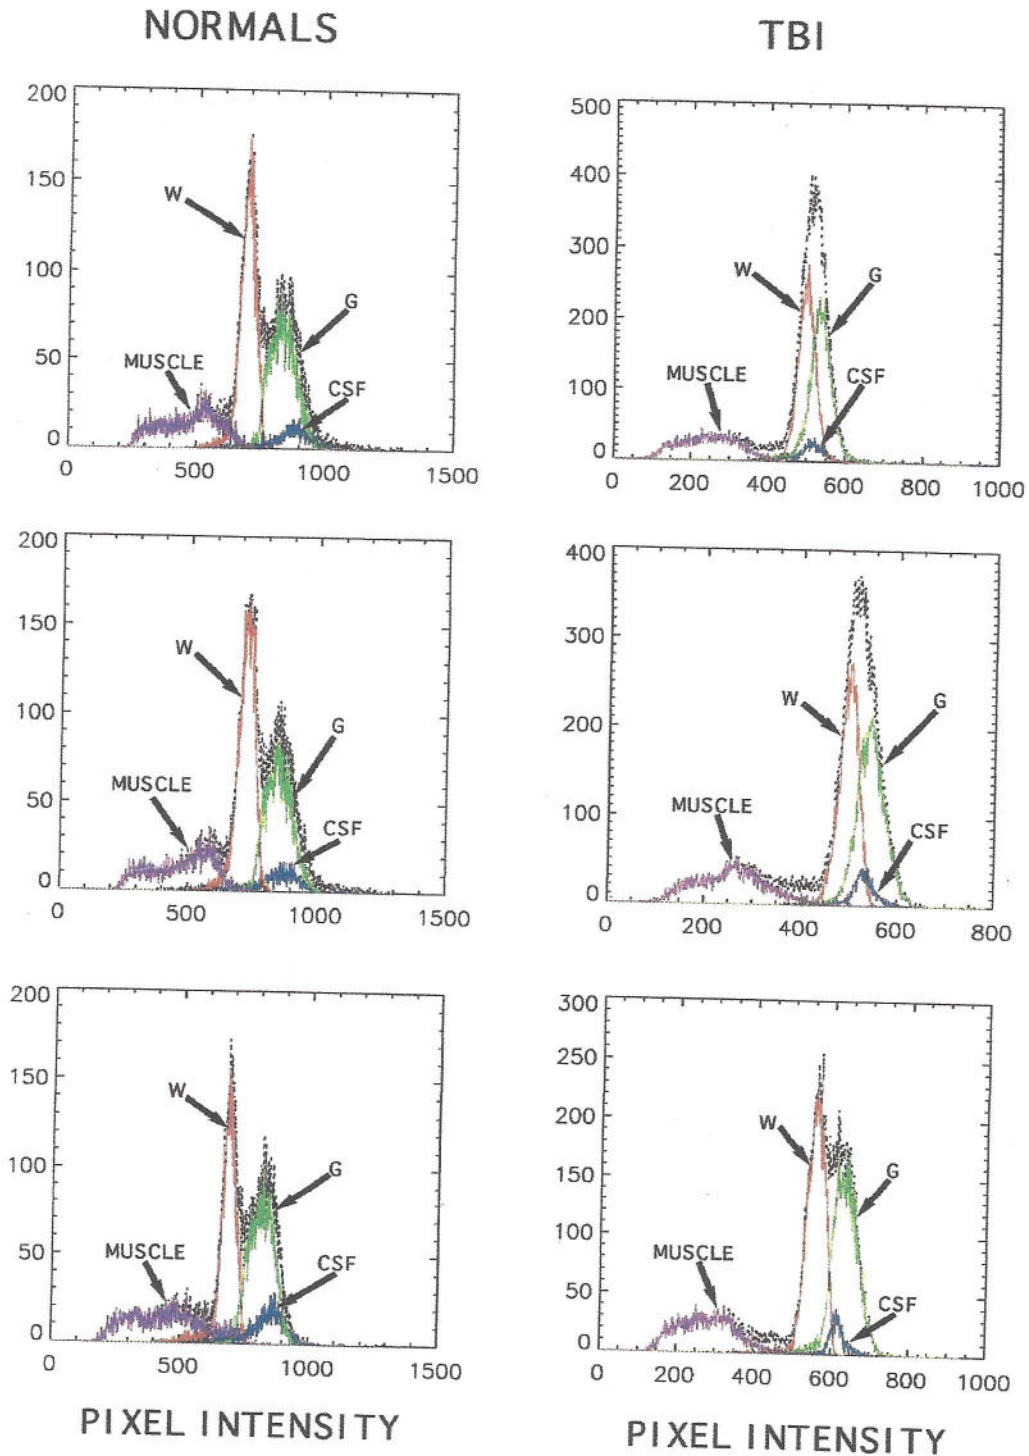 NORMALS
TBI
200
150
100
50
0
0 500 1000 1500
W
G
MUSCLE
CSF
500
400
300
200
100
0
0 200 400 600 800 1000
W
G
MUSCLE
CSF
200
150
100
50
0
0 500 1000 1500
W
G
MUSCLE
CSF
400
300
200
100
0
0 200 400 600 800
W
G
MUSCLE
CSF
200
150
100
50
0
0 500 1000 1500
W
G
MUSCLE
CSF
300
250
200
150
100
50
0
0 200 400 600 800 1000
W
G
MUSCLE
CSF
PIXEL INTENSITY
PIXEL INTENSITY